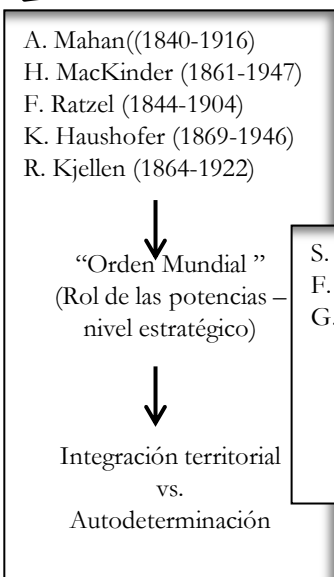 A. Mahan((1840-1916)
H. MacKinder (1861-1947)
F. Ratzel (1844-1904)
K. Haushofer (1869-1946)
R. Kjellen (1864-1922)
“Orden Mundial ”
(Rol de las potencias –
nivel estratégico)
Integración territorial
vs.
Autodeterminación
S.
F.
G.